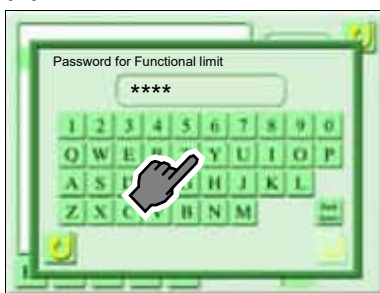 Password for Functional limit
****
1 2 3 4 5 6 7 8 9 0
Q W E Y U I O P
A S H J K L
Z X C B N M